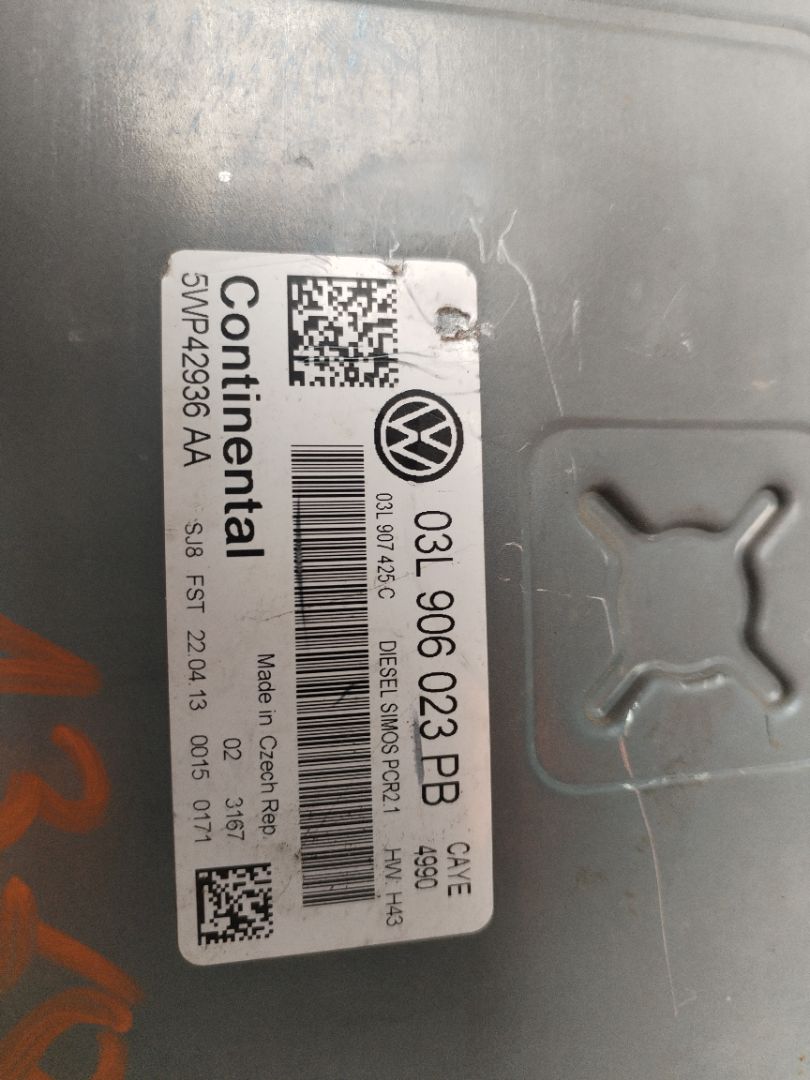 03L 906 023 PB
CAYE
4990
03L 907 425 C DIESEL SIMOS PCR2.1 HW: H43
Continental
Made in Czech Rep.
02 3167
5WP42936 AA SJ8 FST 22.04.13 0015 0171